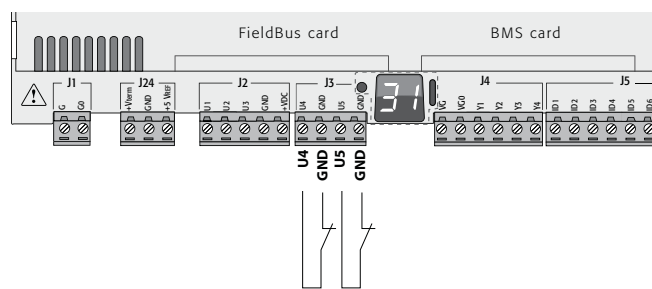 FieldBus card
BMS card
J1
J24
J2
J3
J4
J5
G
G0
+Vterm
GND
+5 VREF
U1
U2
U3
GND
+VDC
U4
GND
U5
GND
31
VG
VG0
Y1
Y2
Y3
Y4
ID1
ID2
ID3
ID4
ID5
ID6
U4
GND
U5
GND